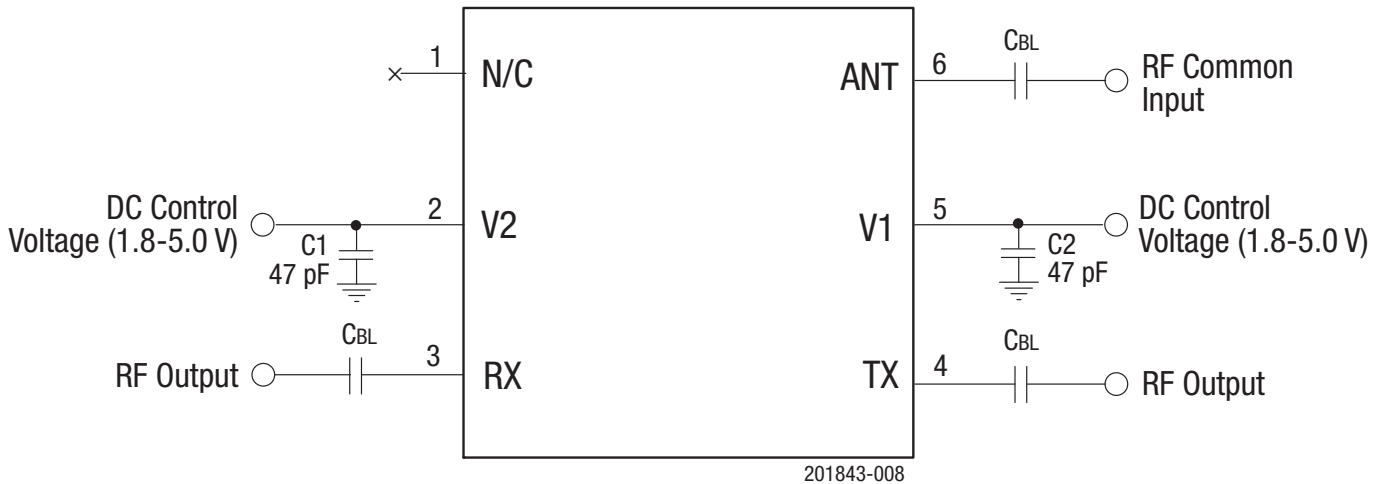 1
N/C
ANT
6
CBL
RF Common
Input
DC Control
Voltage (1.8-5.0 V)
2
V2
C1
47 pF
V1
5
C2
47 pF
DC Control
Voltage (1.8-5.0 V)
RF Output
CBL
3
RX
TX
4
CBL
RF Output
201843-008